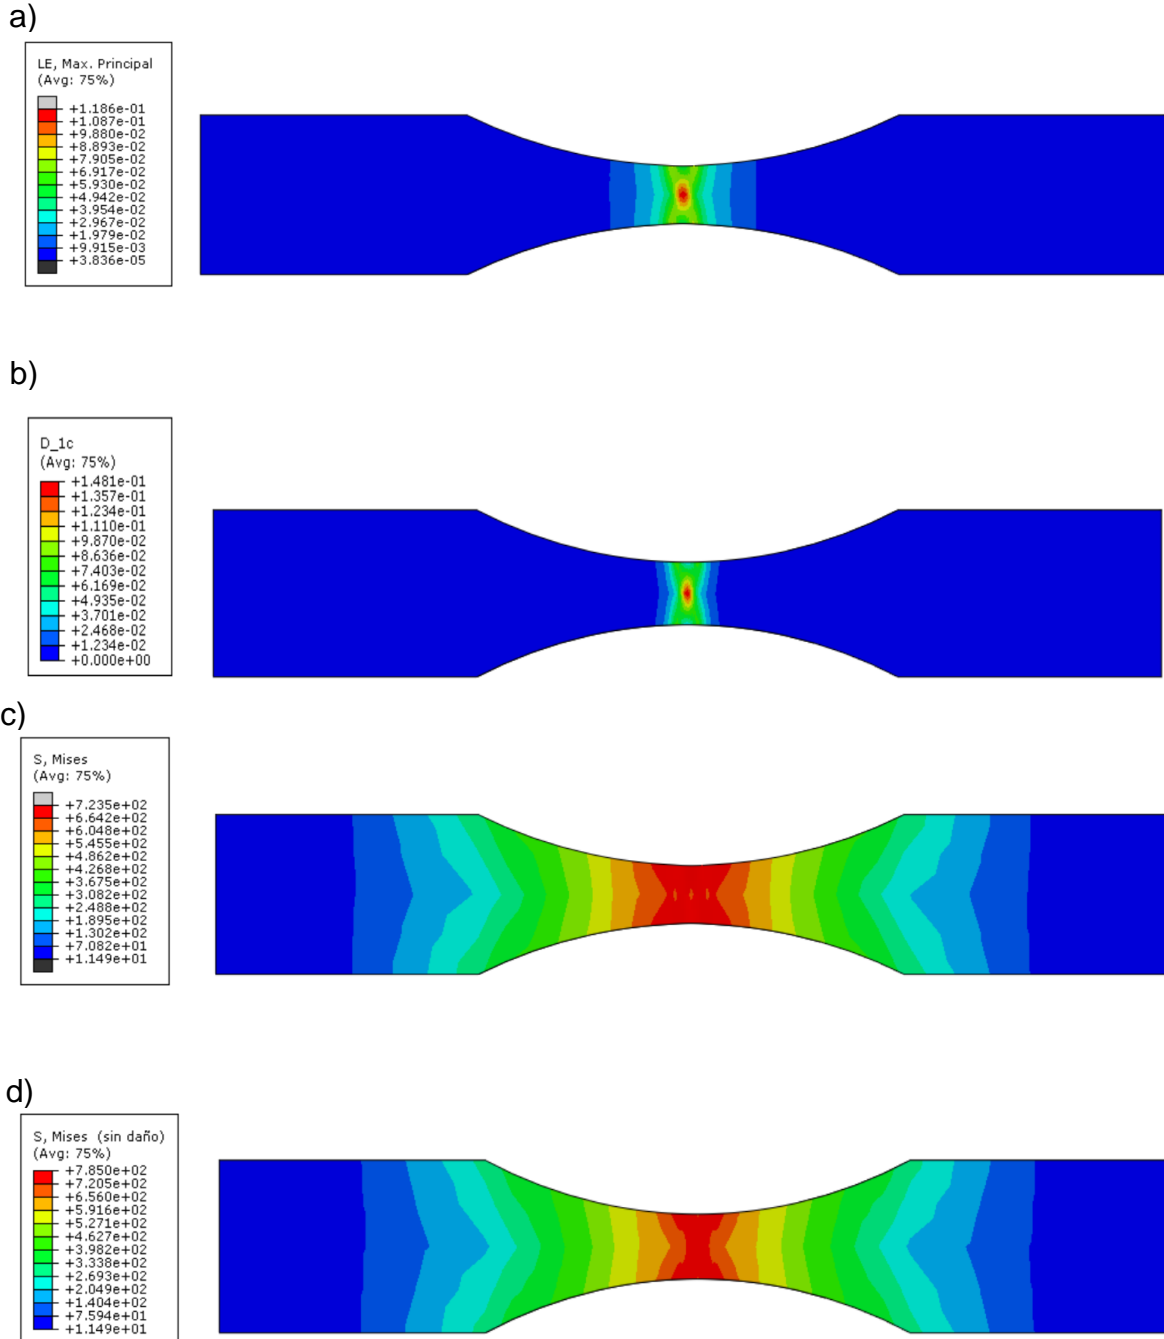 a)
LE, Max. Principal
(Avg: 75%)
+1.186e-01
+1.087e-01
+9.880e-02
+8.893e-02
+7.905e-02
+6.917e-02
+5.930e-02
+4.942e-02
+3.954e-02
+2.967e-02
+1.979e-02
+9.915e-03
+3.836e-05
b)
D_1c
(Avg: 75%)
+1.481e-01
+1.357e-01
+1.234e-01
+1.110e-01
+9.870e-02
+8.636e-02
+7.403e-02
+6.169e-02
+4.935e-02
+3.701e-02
+2.468e-02
+1.234e-02
+0.000e+00
c)
S, Mises
(Avg: 75%)
+7.235e+02
+6.642e+02
+6.048e+02
+5.455e+02
+4.862e+02
+4.268e+02
+3.675e+02
+3.082e+02
+2.488e+02
+1.895e+02
+1.302e+02
+7.082e+01
+1.149e+01
d)
S, Mises (sin daño)
(Avg: 75%)
+7.850e+02
+7.205e+02
+6.560e+02
+5.916e+02
+5.271e+02
+4.627e+02
+3.982e+02
+3.338e+02
+2.693e+02
+2.049e+02
+1.404e+02
+7.594e+01
+1.149e+01